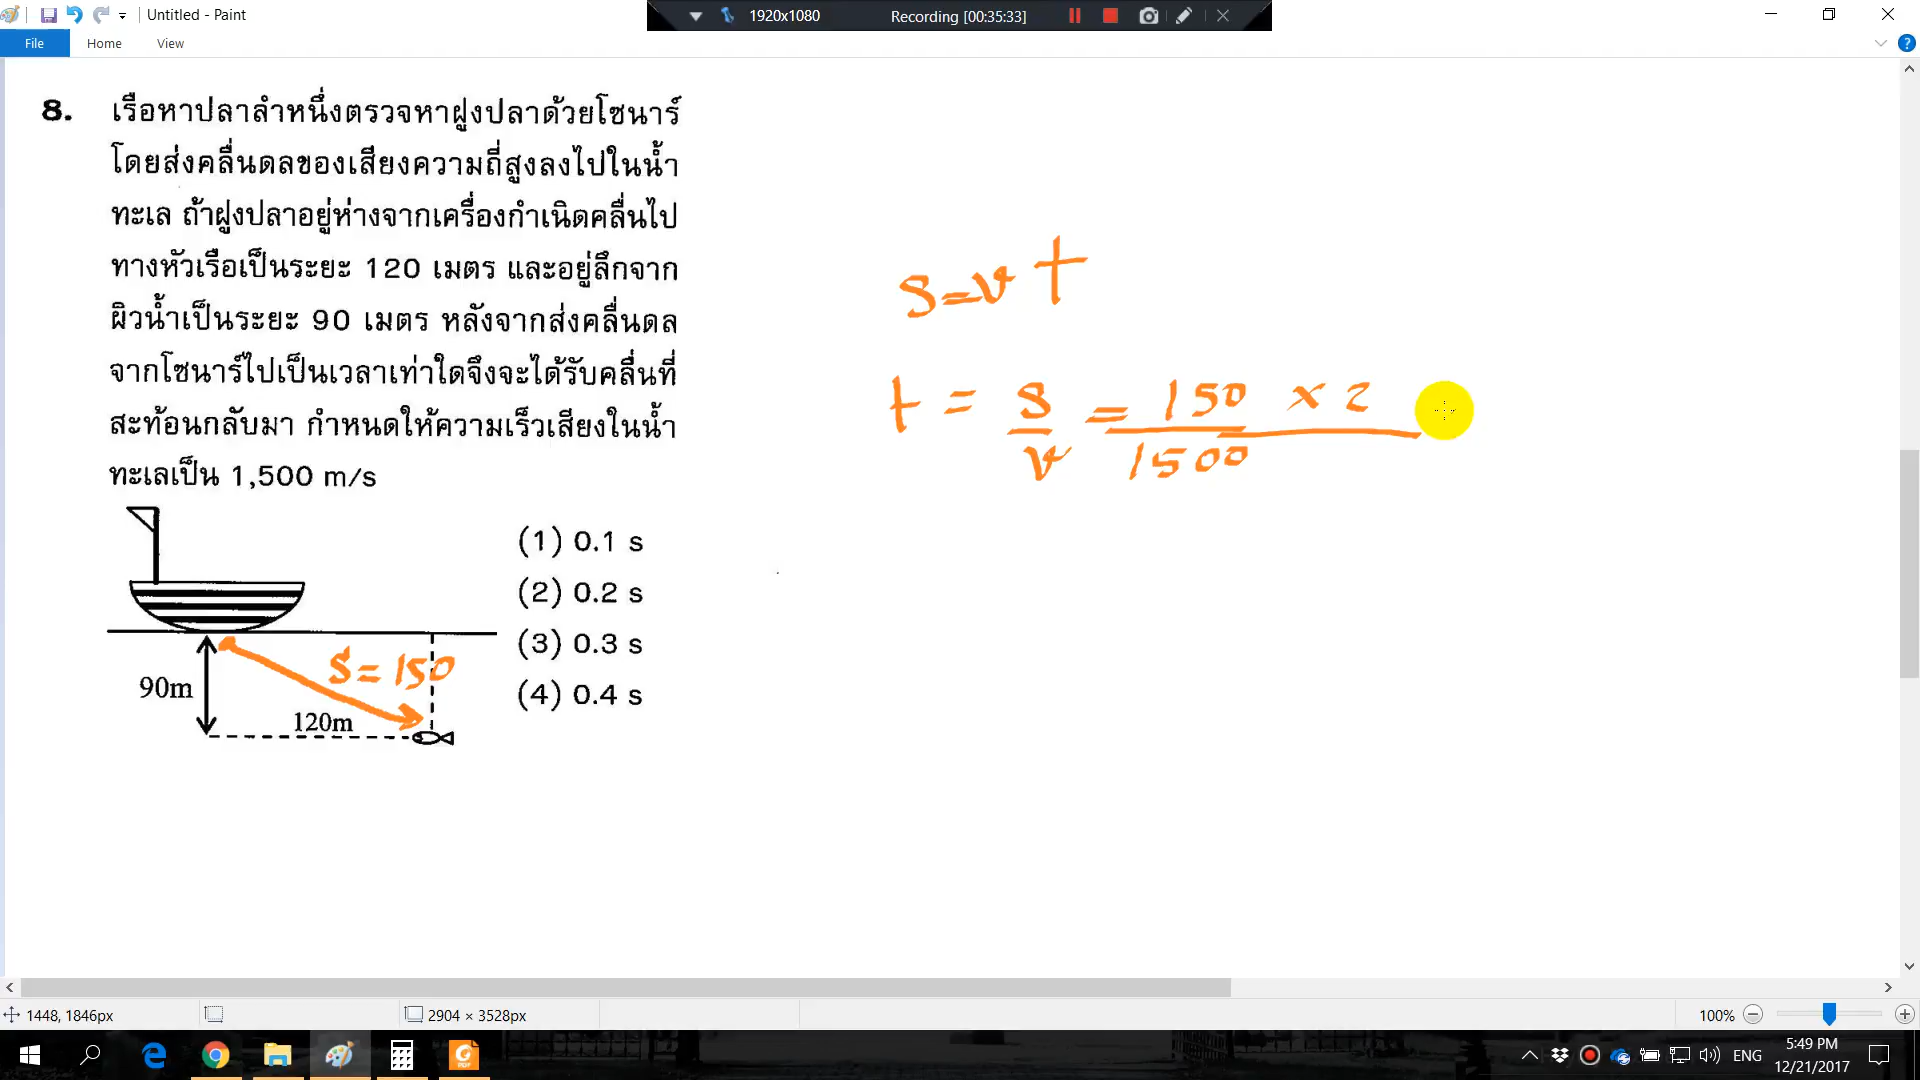 Untitled - Paint
1920x1080
Recording [00:35:33]
File
Home
View
8. เรือหาปลาลำหนึ่งตรวจหาฝูงปลาด้วยโซนาร์
โดยส่งคลื่นดลของเสียงความถี่สูงลงไปในน้ำ
ทะเล ถ้าฝูงปลาอยู่ห่างจากเครื่องกำเนิดคลื่นไป
ทางหัวเรือเป็นระยะ 120 เมตร และอยู่ลึกจาก
ผิวน้ำเป็นระยะ 90 เมตร หลังจากส่งคลื่นดล
จากโซนาร์ไปเป็นเวลาเท่าใดจึงจะได้รับคลื่นที่
สะท้อนกลับมา กำหนดให้ความเร็วเสียงในน้ำ
ทะเลเป็น 1,500 m/s
(1) 0.1 s
(2) 0.2 s
(3) 0.3 s
(4) 0.4 s
90m
120m
S = 150
s = v t
t = s = 150 × 2
v 1500
1448, 1846px
2904 × 3528px
100%
ENG
5:49 PM
12/21/2017